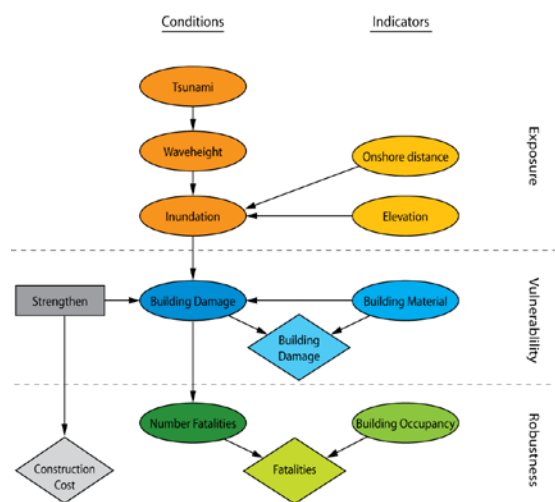 Conditions
Indicators
Tsunami
Waveheight
Onshore distance
Inundation
Elevation
Exposure
Strengthen
Building Damage
Building Material
Building
Damage
Vulnerablility
Number Fatalities
Building Occupancy
Construction
Cost
Fatalities
Robustness